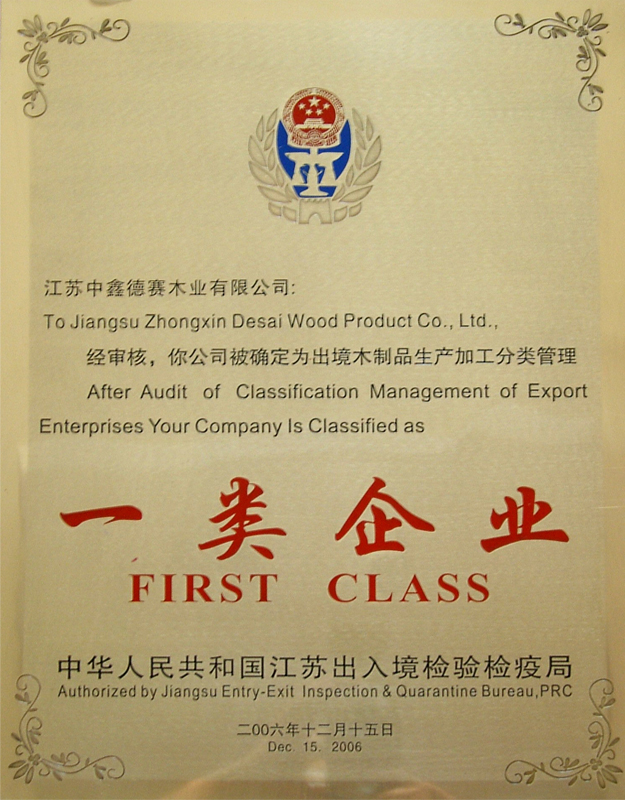 江苏中鑫德赛木业有限公司:
To Jiangsu Zhongxin Desai Wood Product Co., Ltd.,
经审核，你公司被确定为出境木制品生产加工分类管理
After Audit of Classification Management of Export
Enterprises Your Company Is Classified as
一类企业
FIRST CLASS
中华人民共和国江苏出入境检验检疫局
Authorized by Jiangsu Entry-Exit Inspection & Quarantine Bureau,PRC
二00六年十二月十五日
Dec. 15. 2006